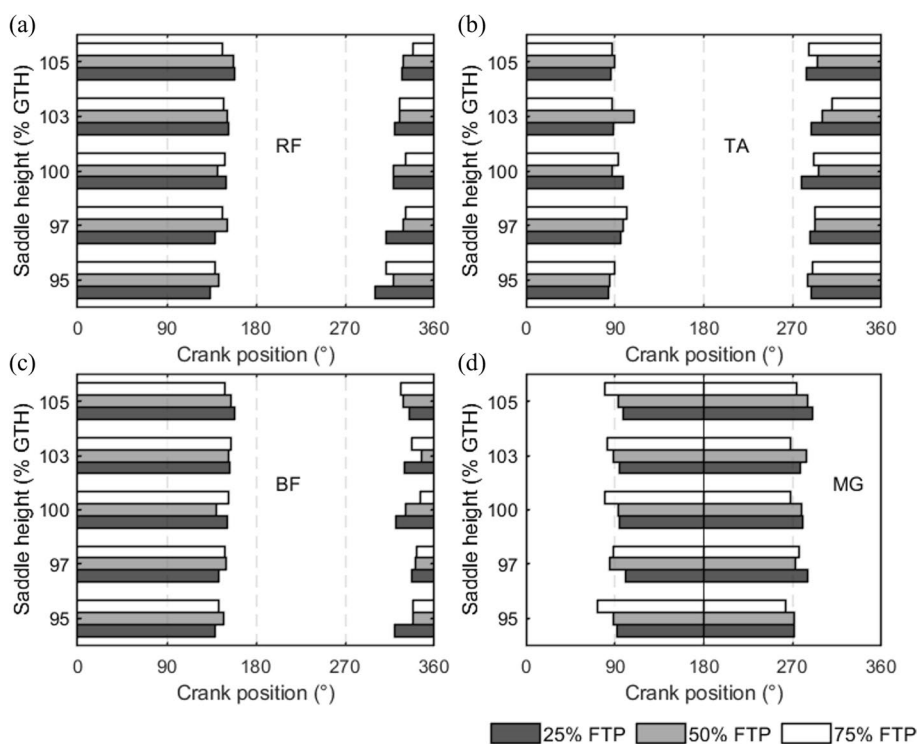 (a)
Saddle height (% GTH)
105
103
100
97
95
RF
0 90 180 270 360
Crank position (°)
(b)
Saddle height (% GTH)
105
103
100
97
95
TA
0 90 180 270 360
Crank position (°)
(c)
Saddle height (% GTH)
105
103
100
97
95
BF
0 90 180 270 360
Crank position (°)
(d)
Saddle height (% GTH)
105
103
100
97
95
MG
0 90 180 270 360
Crank position (°)
25% FTP 50% FTP 75% FTP